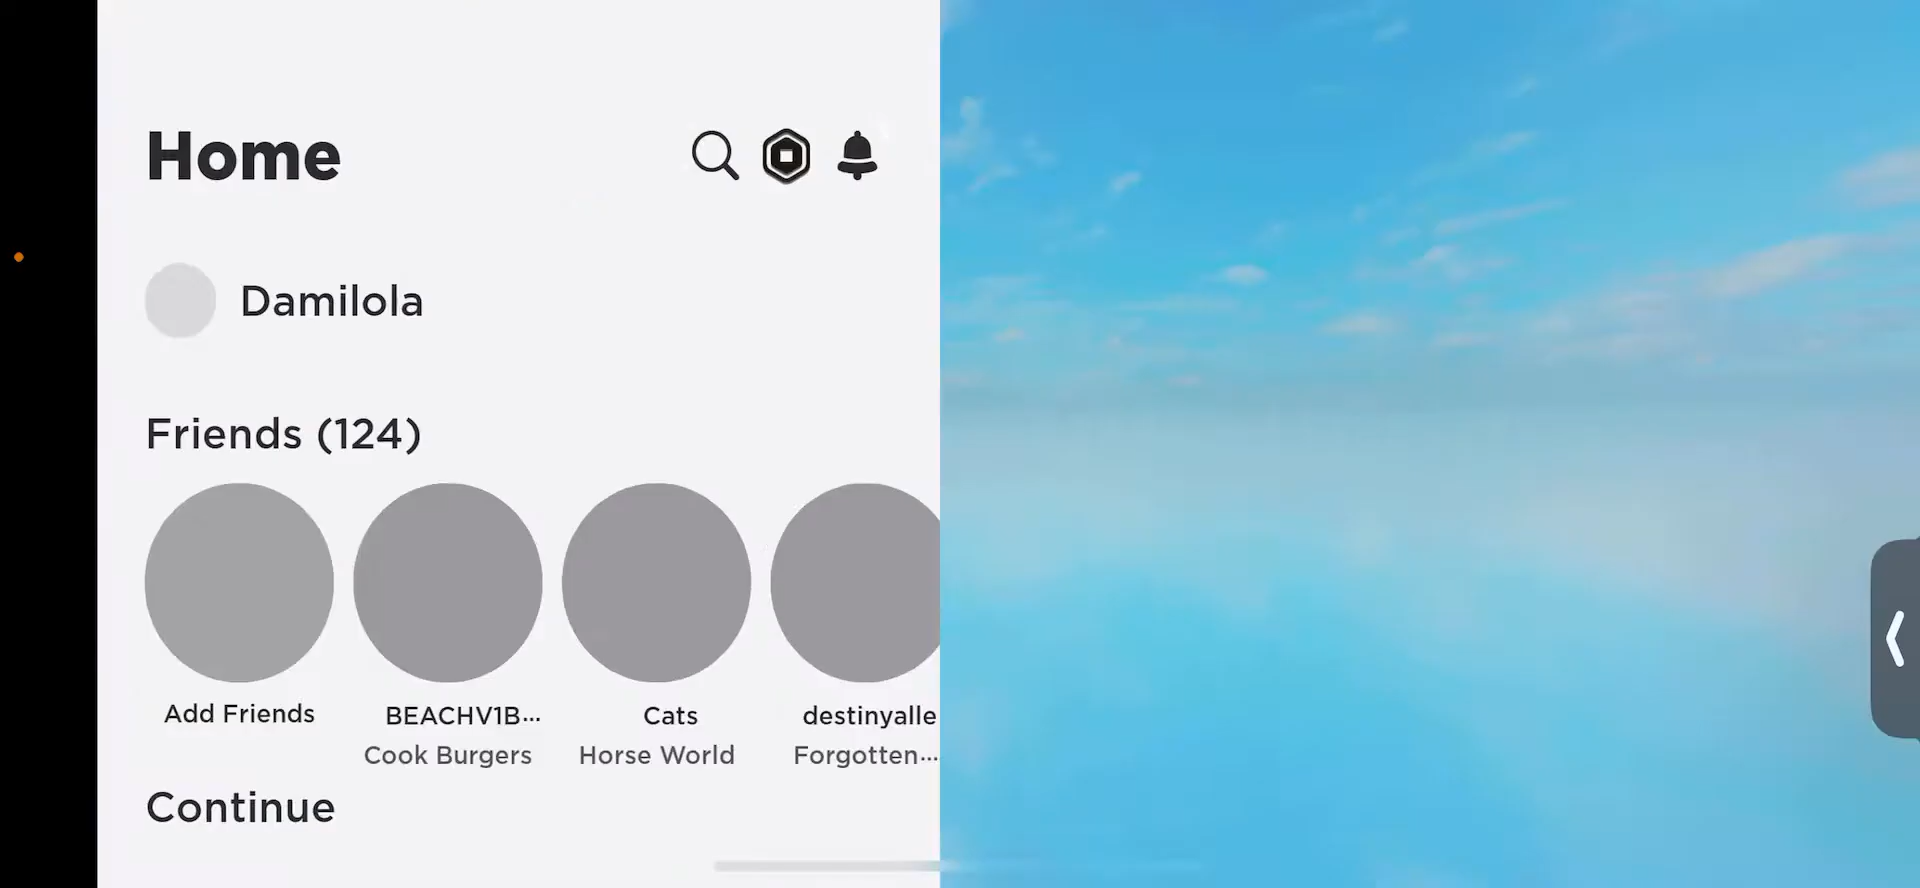 Home
Damilola
Friends (124)
Add Friends
BEACHV1B...
Cats
destinyalle
Cook Burgers
Horse World
Forgotten...
Continue